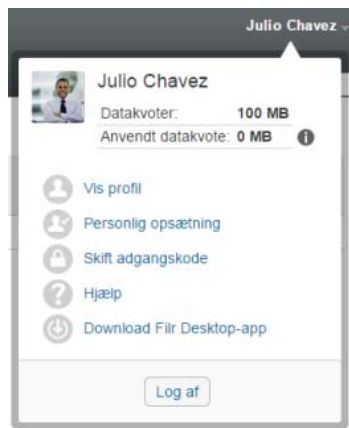 Julio Chavez
Julio Chavez
Datakvoter: 100 MB
Anvendt datakvote: 0 MB
Vis profil
Personlig opsætning
Skift adgangskode
Hjælp
Download Filr Desktop-app
Log af